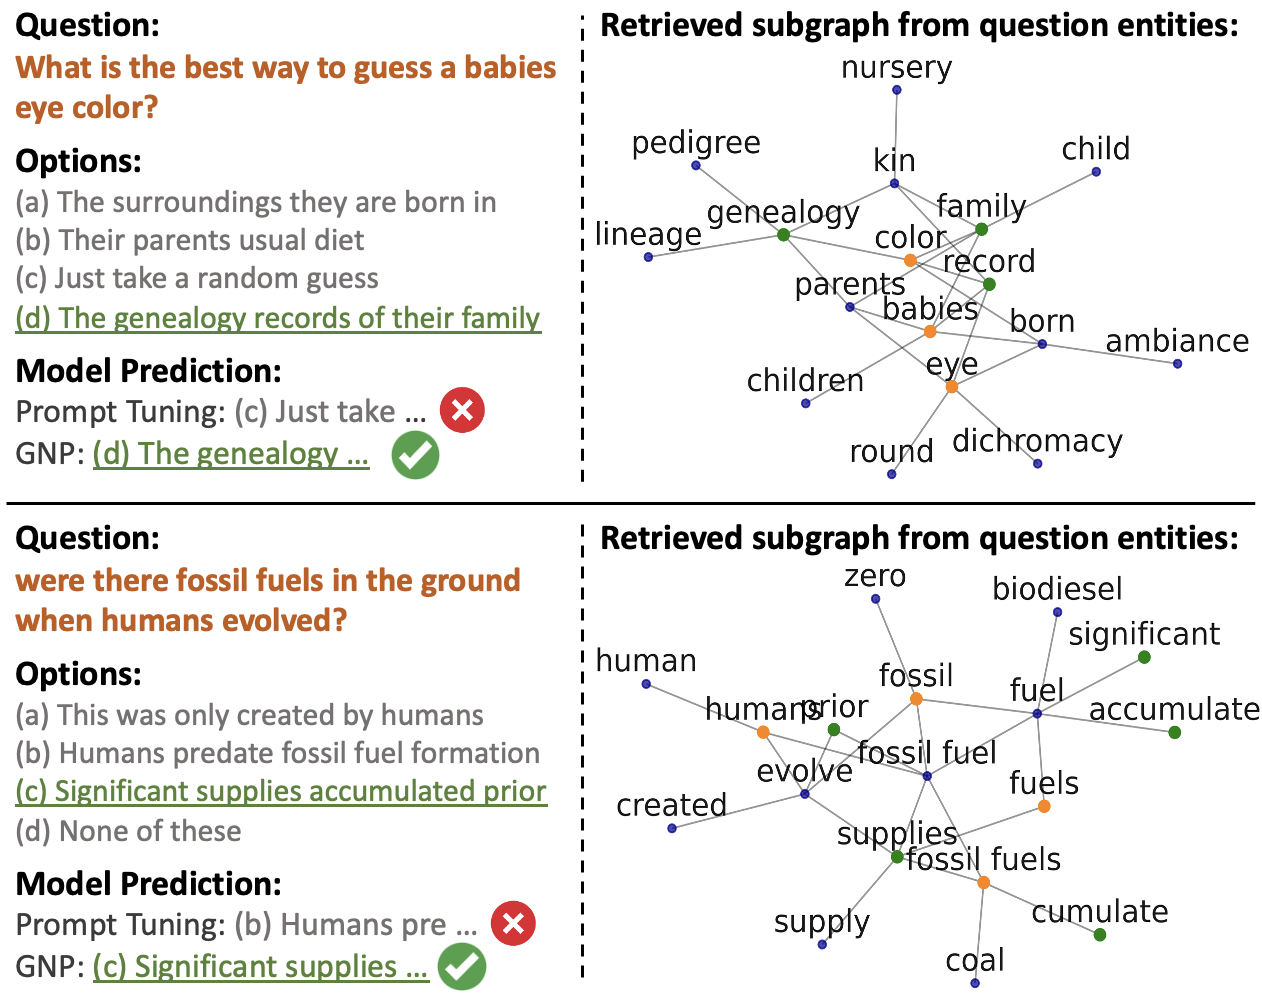 Question:
What is the best way to guess a babies
eye color?
Options:
(a) The surroundings they are born in
(b) Their parents usual diet
(c) Just take a random guess
(d) The genealogy records of their family
Model Prediction:
Prompt Tuning: (c) Just take ...
GNP: (d) The genealogy ...
Retrieved subgraph from question entities:
nursery
pedigree
kin
child
genealogy
family
lineage
color
record
parents
babies
born
ambiance
eye
children
round
dichromacy
Question:
were there fossil fuels in the ground
when humans evolved?
Options:
(a) This was only created by humans
(b) Humans predate fossil fuel formation
(c) Significant supplies accumulated prior
(d) None of these
Model Prediction:
Prompt Tuning: (b) Humans pre ...
GNP: (c) Significant supplies ...
Retrieved subgraph from question entities:
zero
biodiesel
significant
human
fossil
fuel
humans
prior
accumulate
fossil fuel
evolve
fuels
created
supplies
fossil fuels
supply
cumulate
coal